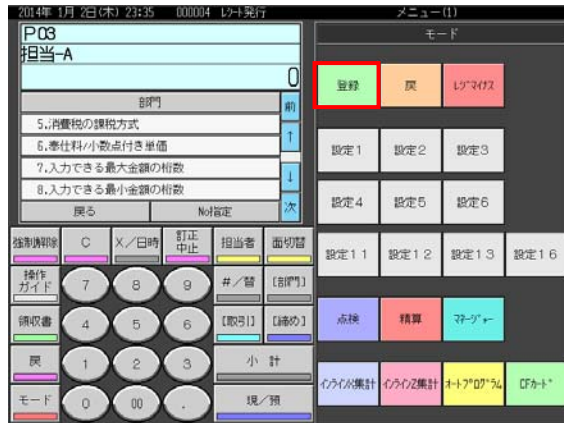 2014年 1月 2日(木) 23:35 000004 レシート発行
メニュー(1)
P03
担当-A
0
部門
前
5.消費税の課税方式
6.奉仕料/小数点付き単価
7.入力できる最大金額の桁数
8.入力できる最小金額の桁数
↑
↓
次
戻る
No指定
強制解除
C
X/日時
訂正
中止
担当者
面切替
操作
ガイド
7
8
9
#/替
[部門]
領収書
4
5
6
[取引]
[締め]
戻
1
2
3
小 計
モード
0
00
.
現/預
モード
登録
戻
レジマイナス
設定1
設定2
設定3
設定4
設定5
設定6
設定11
設定12
設定13
設定16
点検
精算
マネージャー
インラインX集計
インラインZ集計
オートプログラム
CFカード